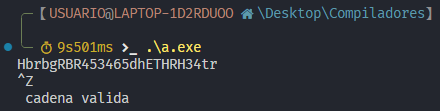 [USUARIO@LAPTOP-1D2RDUOO \Desktop\Compiladores]
9s501ms >_ .\a.exe
HbrbgRBR453465dhETHRH34tr
^Z
cadena valida